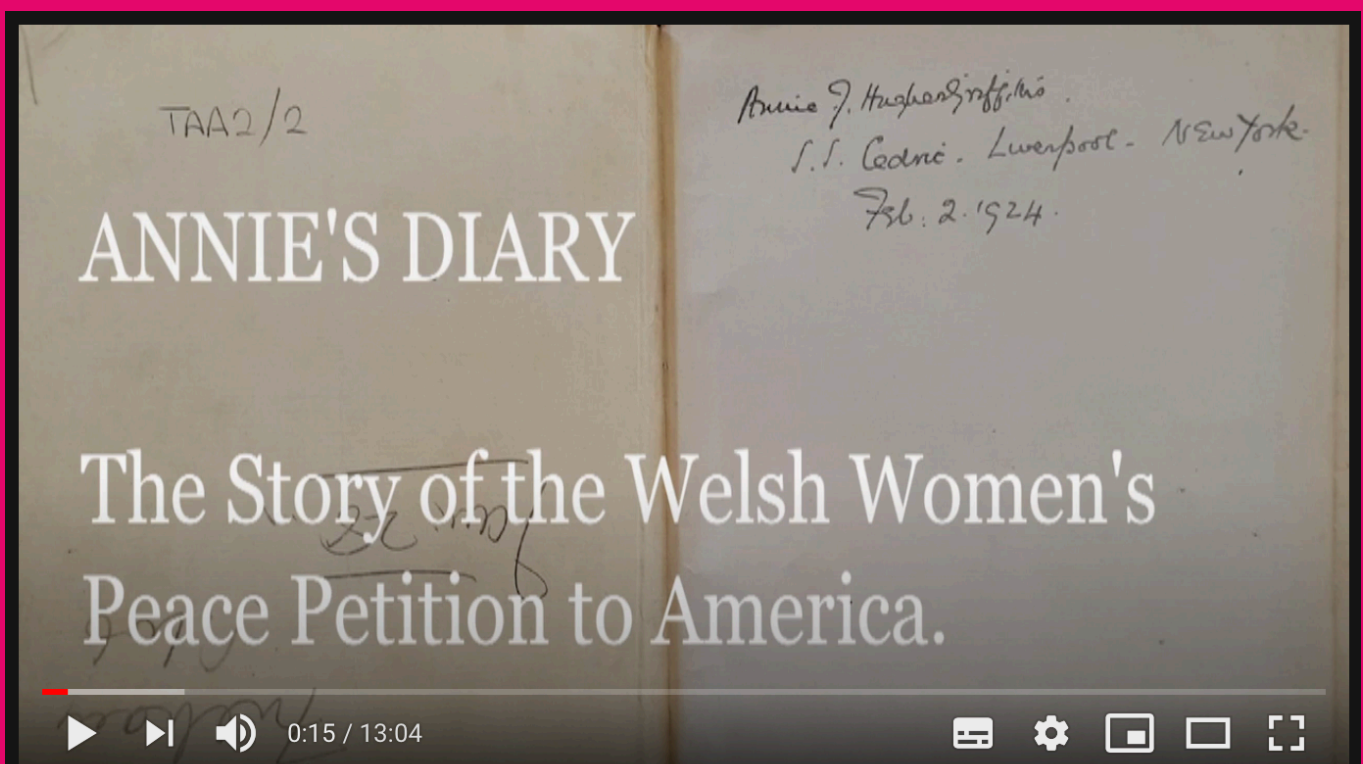 TAA2/2
Annie J. Hughes Griffiths.
S.S. Cedric. Liverpool - New York.
Feb. 2. 1924.
ANNIE'S DIARY
The Story of the Welsh Women's
Peace Petition to America.
0:15 / 13:04